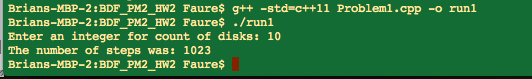 Brians-MBP-2:BDF_PM2_HW2 Faure$ g++ -std=c++11 Problem1.cpp -o run1
Brians-MBP-2:BDF_PM2_HW2 Faure$ ./run1
Enter an integer for count of disks: 10
The number of steps was: 1023
Brians-MBP-2:BDF_PM2_HW2 Faure$